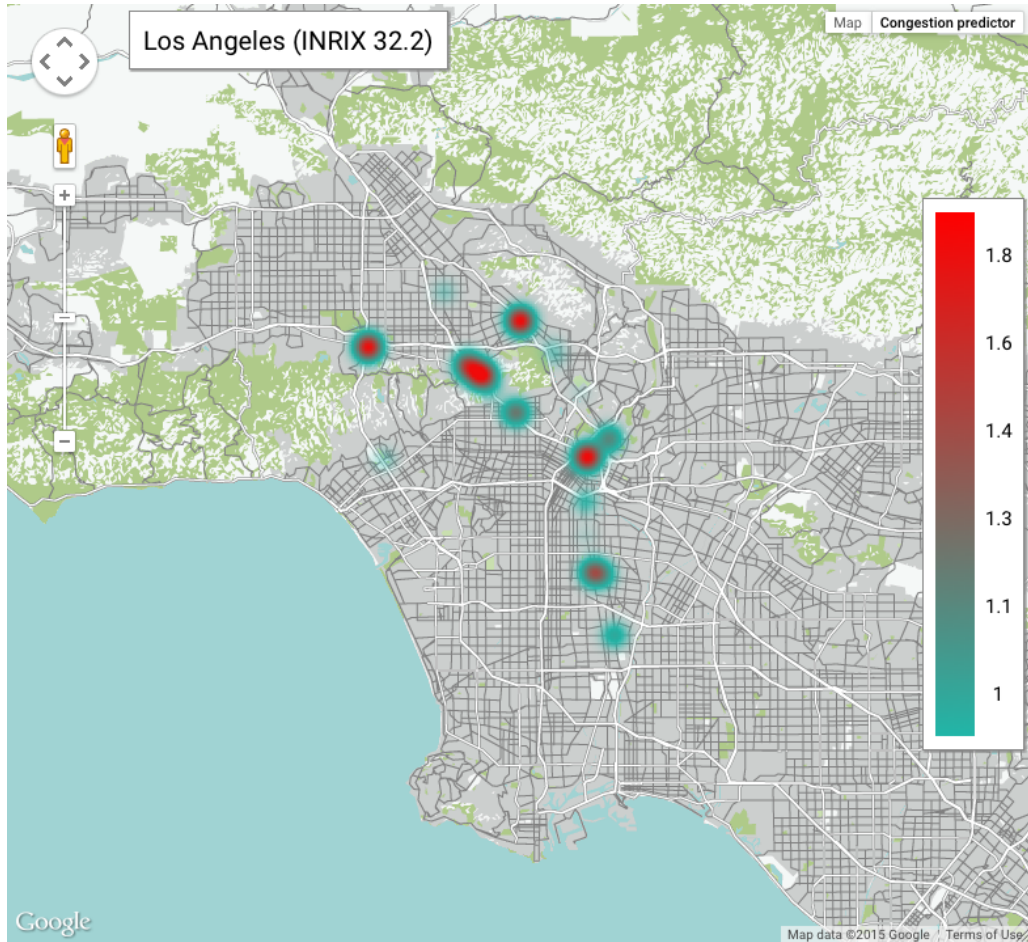 Los Angeles (INRIX 32.2)
Map Congestion predictor
1.8
1.6
1.4
1.3
1.1
1
Google
Map data ©2015 Google Terms of Use